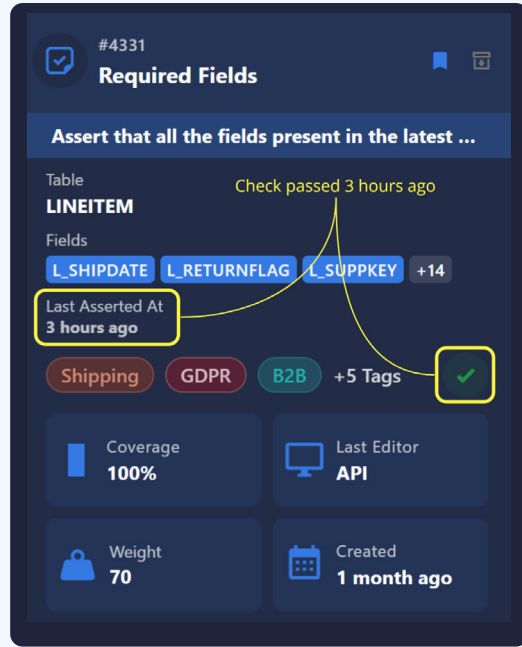 #4331
Required Fields
Assert that all the fields present in the latest ...
Table
LINEITEM
Check passed 3 hours ago
Fields
L_SHIPDATE L_RETURNFLAG L_SUPPKEY +14
Last Asserted At
3 hours ago
Shipping GDPR B2B +5 Tags
Coverage
100%
Last Editor
API
Weight
70
Created
1 month ago